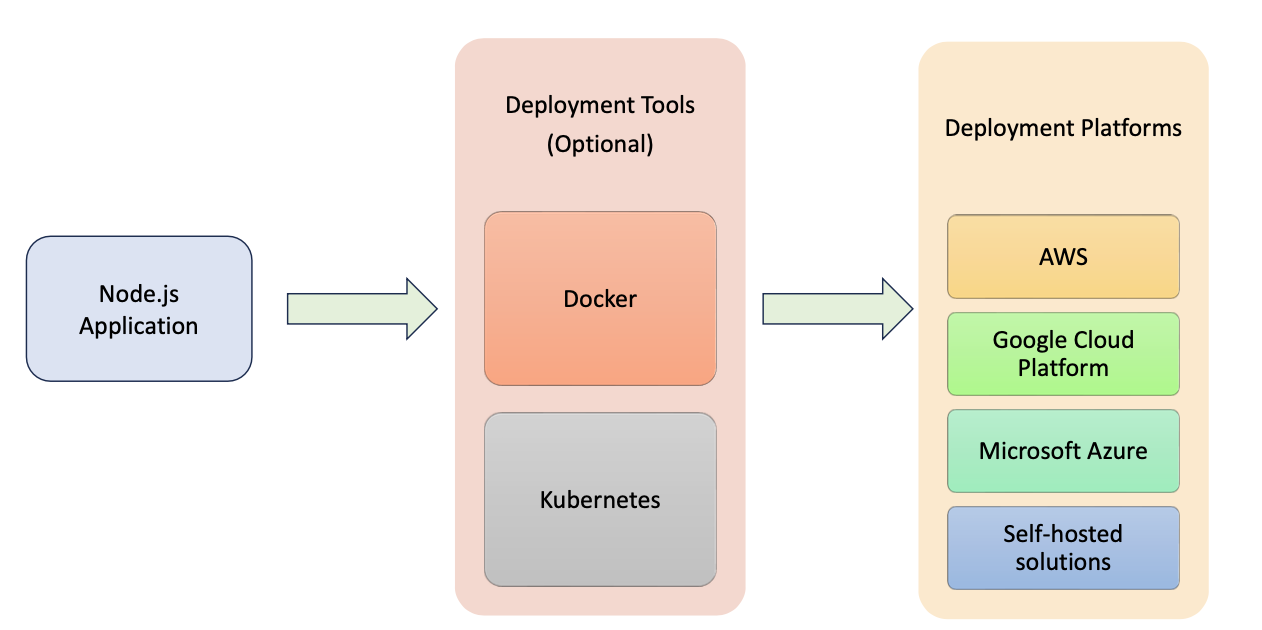 Node.js
Application
Deployment Tools
(Optional)
Docker
Kubernetes
Deployment Platforms
AWS
Google Cloud
Platform
Microsoft Azure
Self-hosted
solutions